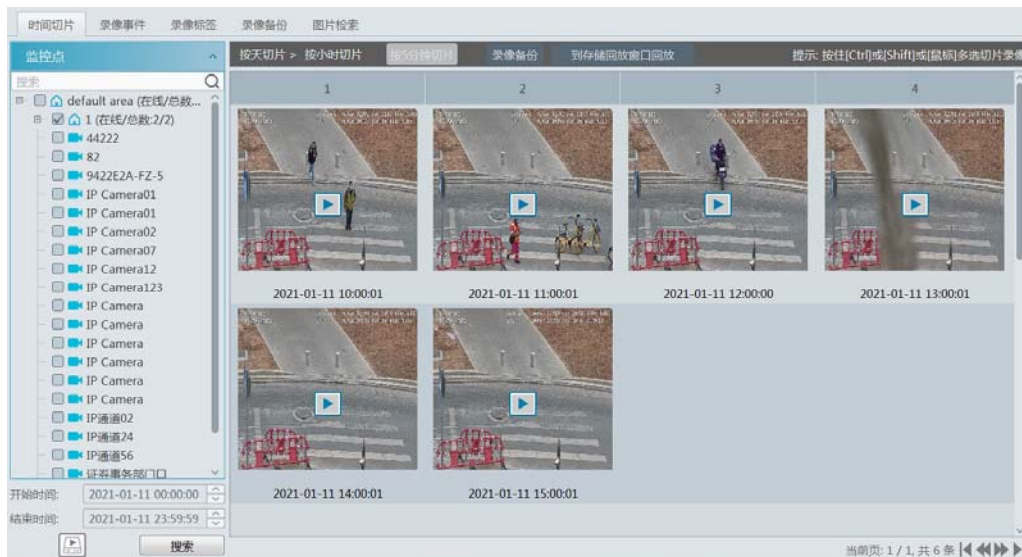 时间切片 录像事件 录像标签 录像备份 图片检索
监控点
按天切片 > 按小时切片 按5分钟切片 录像备份 到存储回放窗口回放 提示: 按住[Ctrl]或[Shift]或[鼠标]多选切片录像
搜索
1 2 3 4
default area (在线/总数...
1 (在线/总数:2/2)
44222
82
9422E2A-FZ-5
IP Camera01
IP Camera01
IP Camera02
IP Camera07
IP Camera12
IP Camera123
IP Camera
IP Camera
IP Camera
IP Camera
IP Camera
IP Camera
IP通道02
IP通道24
IP通道56
证券事务部门口
2021-01-11 10:00:01 2021-01-11 11:00:01 2021-01-11 12:00:00 2021-01-11 13:00:01
2021-01-11 14:00:01 2021-01-11 15:00:01
开始时间: 2021-01-11 00:00:00
结束时间: 2021-01-11 23:59:59
搜索
当前页: 1 / 1, 共 6 条